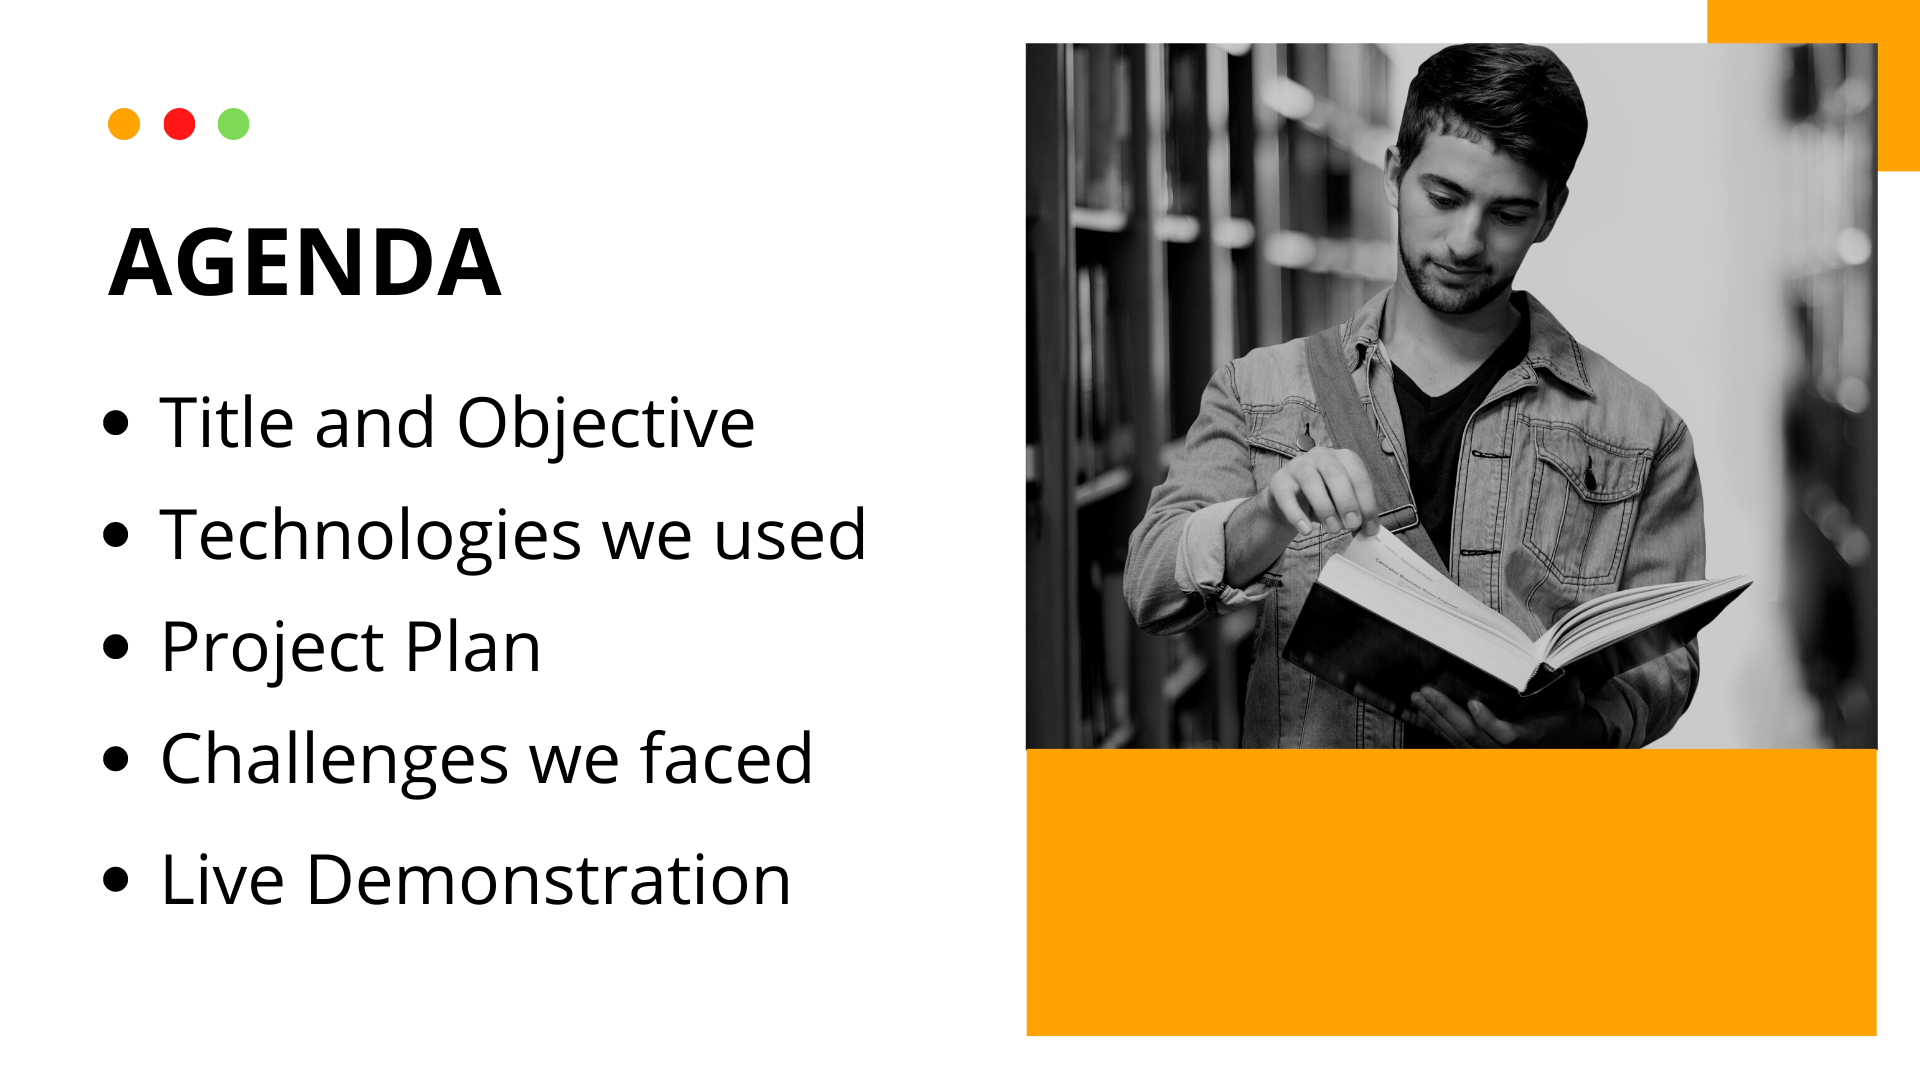 AGENDA
Title and Objective
Technologies we used
Project Plan
Challenges we faced
Live Demonstration